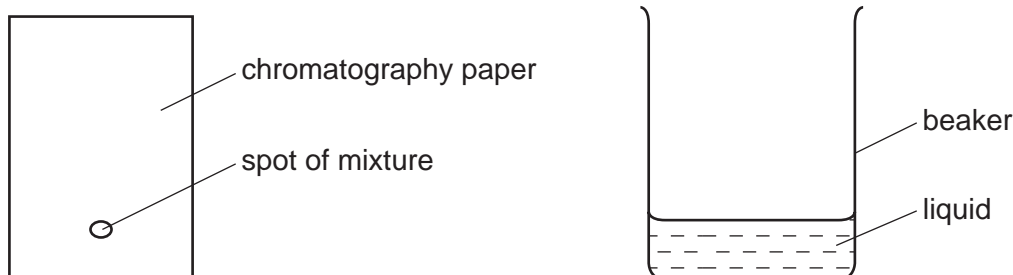 chromatography paper
spot of mixture
beaker
liquid